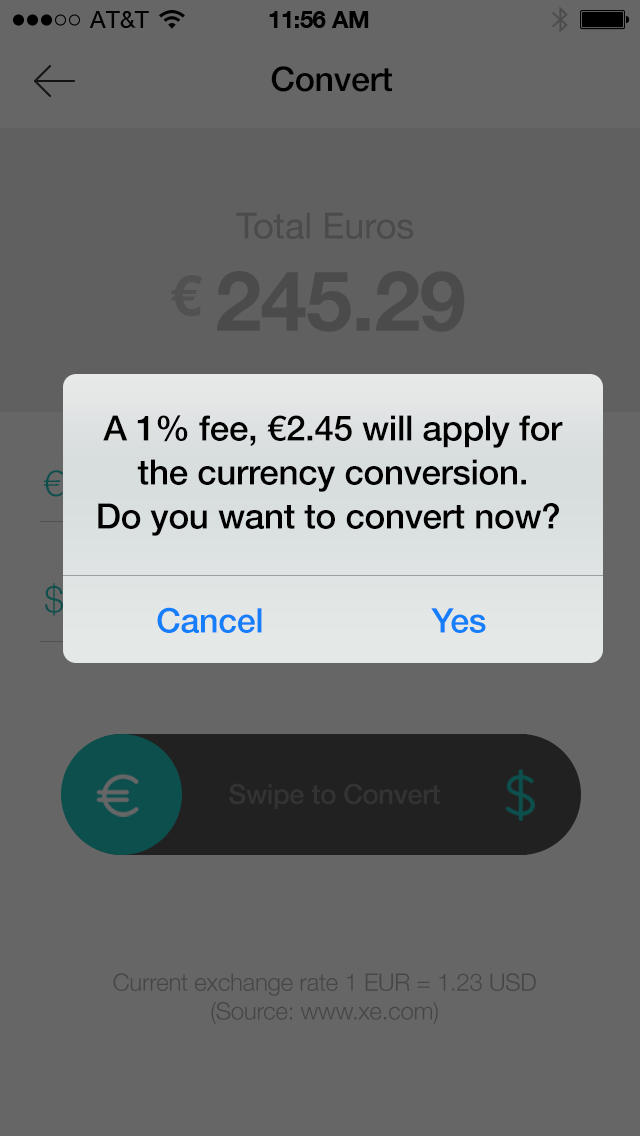 AT&T 11:56 AM
Convert
Total Euros
€ 245.29
A 1% fee, €2.45 will apply for
the currency conversion.
Do you want to convert now?
€
$
Cancel Yes
€ Swipe to Convert $
Current exchange rate 1 EUR = 1.23 USD
(Source: www.xe.com)